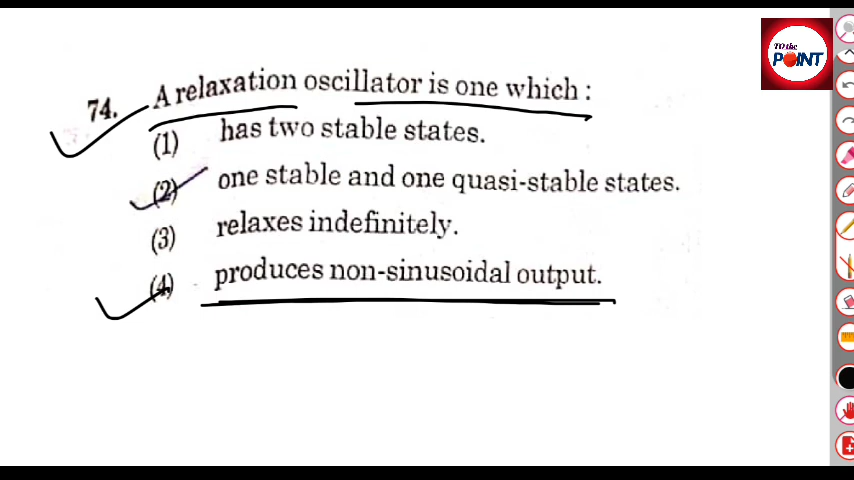 TO the
POINT
74. A relaxation oscillator is one which :
(1) has two stable states.
(2) one stable and one quasi-stable states.
(3) relaxes indefinitely.
(4) produces non-sinusoidal output.